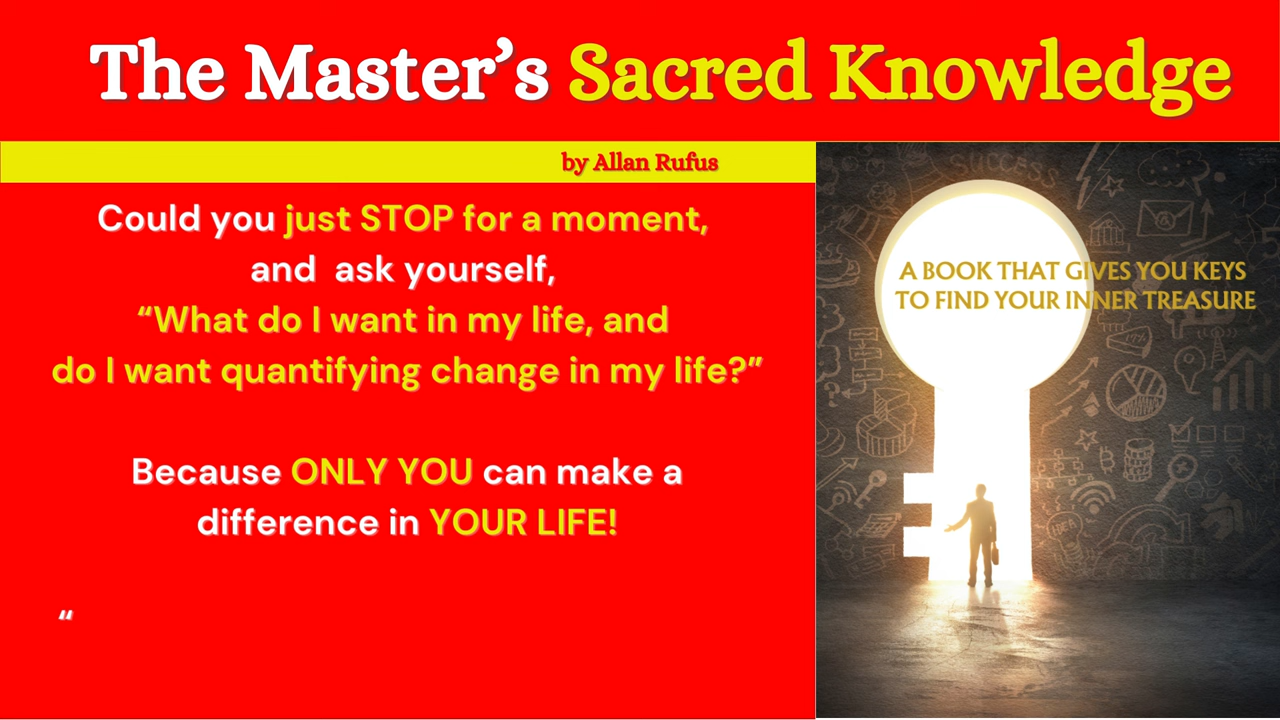 The Master’s Sacred Knowledge
by Allan Rufus
Could you just STOP for a moment,
and  ask yourself,
“What do I want in my life, and
do I want quantifying change in my life?”
Because ONLY YOU can make a
difference in YOUR LIFE!
“
SUCCESS
A BOOK THAT GIVES YOU KEYS
TO FIND YOUR INNER TREASURE
IDEA